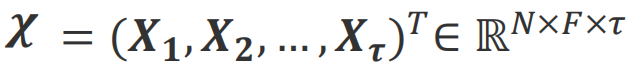 𝝌 = (𝑿₁, 𝑿₂, … , 𝑿_𝝉)ᵀ ∈ ℝ^{𝑁×𝐹×𝜏}